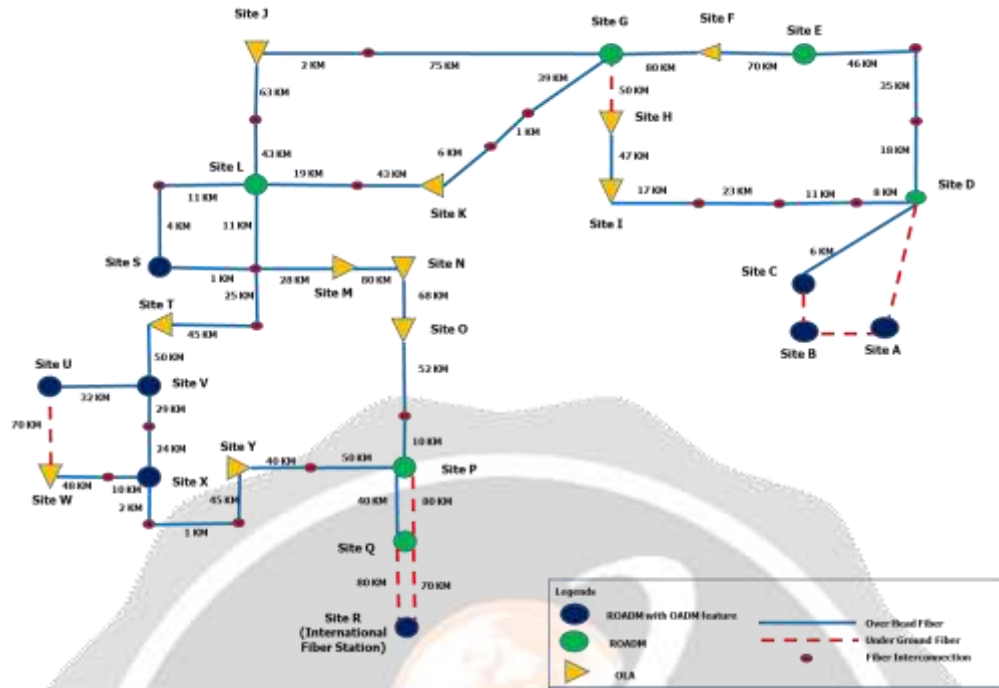 Site J
Site G
Site F
Site E
2 KM
75 KM
80 KM
70 KM
46 KM
39 KM
50 KM
35 KM
63 KM
Site H
1 KM
43 KM
6 KM
47 KM
18 KM
Site L
19 KM
43 KM
Site D
11 KM
Site K
17 KM
23 KM
11 KM
8 KM
Site I
4 KM
11 KM
6 KM
Site S
Site N
Site C
1 KM
28 KM
80 KM
Site M
25 KM
68 KM
Site T
Site O
45 KM
Site B
Site A
50 KM
Site U
52 KM
Site V
32 KM
29 KM
70 KM
24 KM
Site Y
10 KM
40 KM
50 KM
Site P
Site X
48 KM
10 KM
Site W
2 KM
45 KM
40 KM
80 KM
1 KM
Site Q
80 KM
70 KM
Site R
(International
Fiber Station)
Legends
ROADM with OADM feature
Over Head Fiber
ROADM
Under Ground Fiber
Fiber Interconnection
OLA